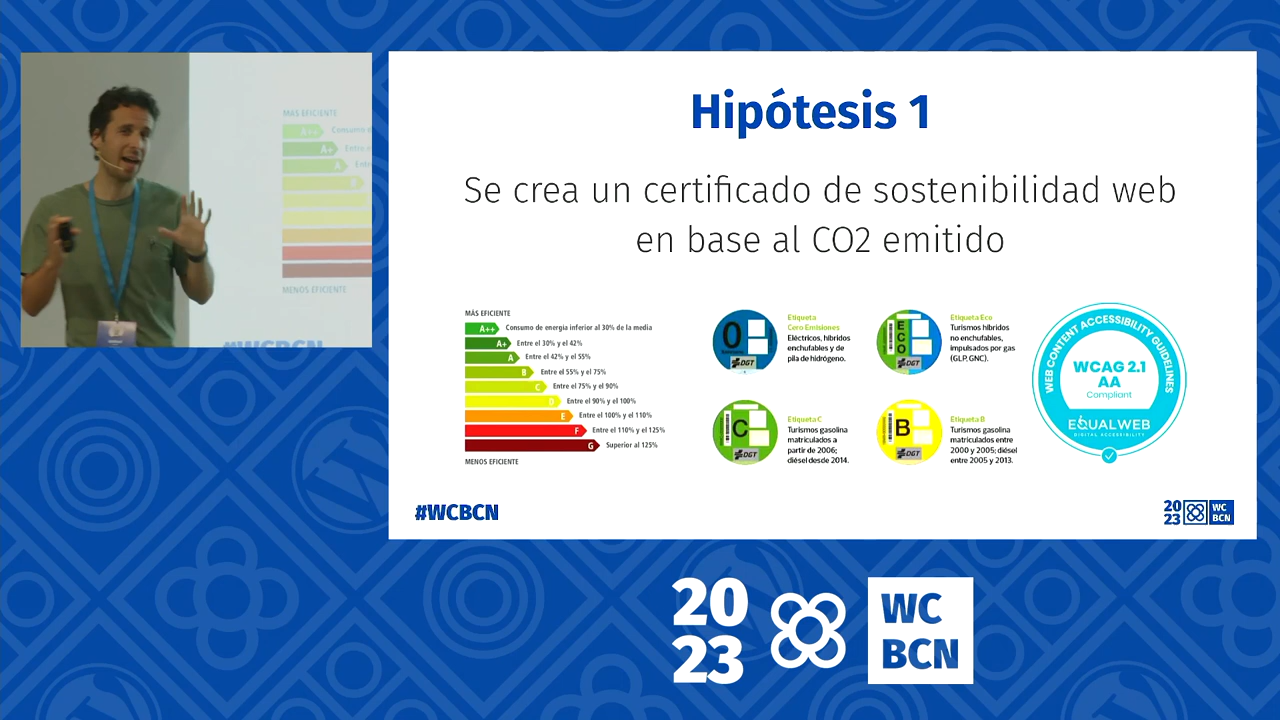 MÁS EFICIENTE
A++
A+
A
B
MENOS EFICIENTE
WCBCN
Hipótesis 1
Se crea un certificado de sostenibilidad web
en base al CO2 emitido
MÁS EFICIENTE
A++ Consumo de energia inferior al 30% de la media
A+ Entre el 30% y el 42%
A Entre el 42% y el 55%
B Entre el 55% y el 75%
C Entre el 75% y el 90%
D Entre el 90% y el 100%
E Entre el 100% y el 110%
F Entre el 110% y el 125%
G Superior al 125%
MENOS EFICIENTE
0
DGT
Etiqueta
Cero Emisiones
Eléctricos, híbridos
enchufables y de
pila de hidrógeno.
ECO
DGT
Etiqueta Eco
Turismos híbridos
no enchufables,
impulsados por gas
(GLP, GNC).
C
DGT
Etiqueta C
Turismos gasolina
matriculados a
partir de 2006;
diésel desde 2014.
B
DGT
Etiqueta B
Turismos gasolina
matriculados entre
2000 y 2005; diésel
entre 2005 y 2013.
WEB CONTENT ACCESSIBILITY GUIDELINES
WCAG 2.1
AA
Compliant
EQUALWEB
DIGITAL ACCESSIBILITY
#WCBCN
20
23
WC
BCN
20
23
WC
BCN